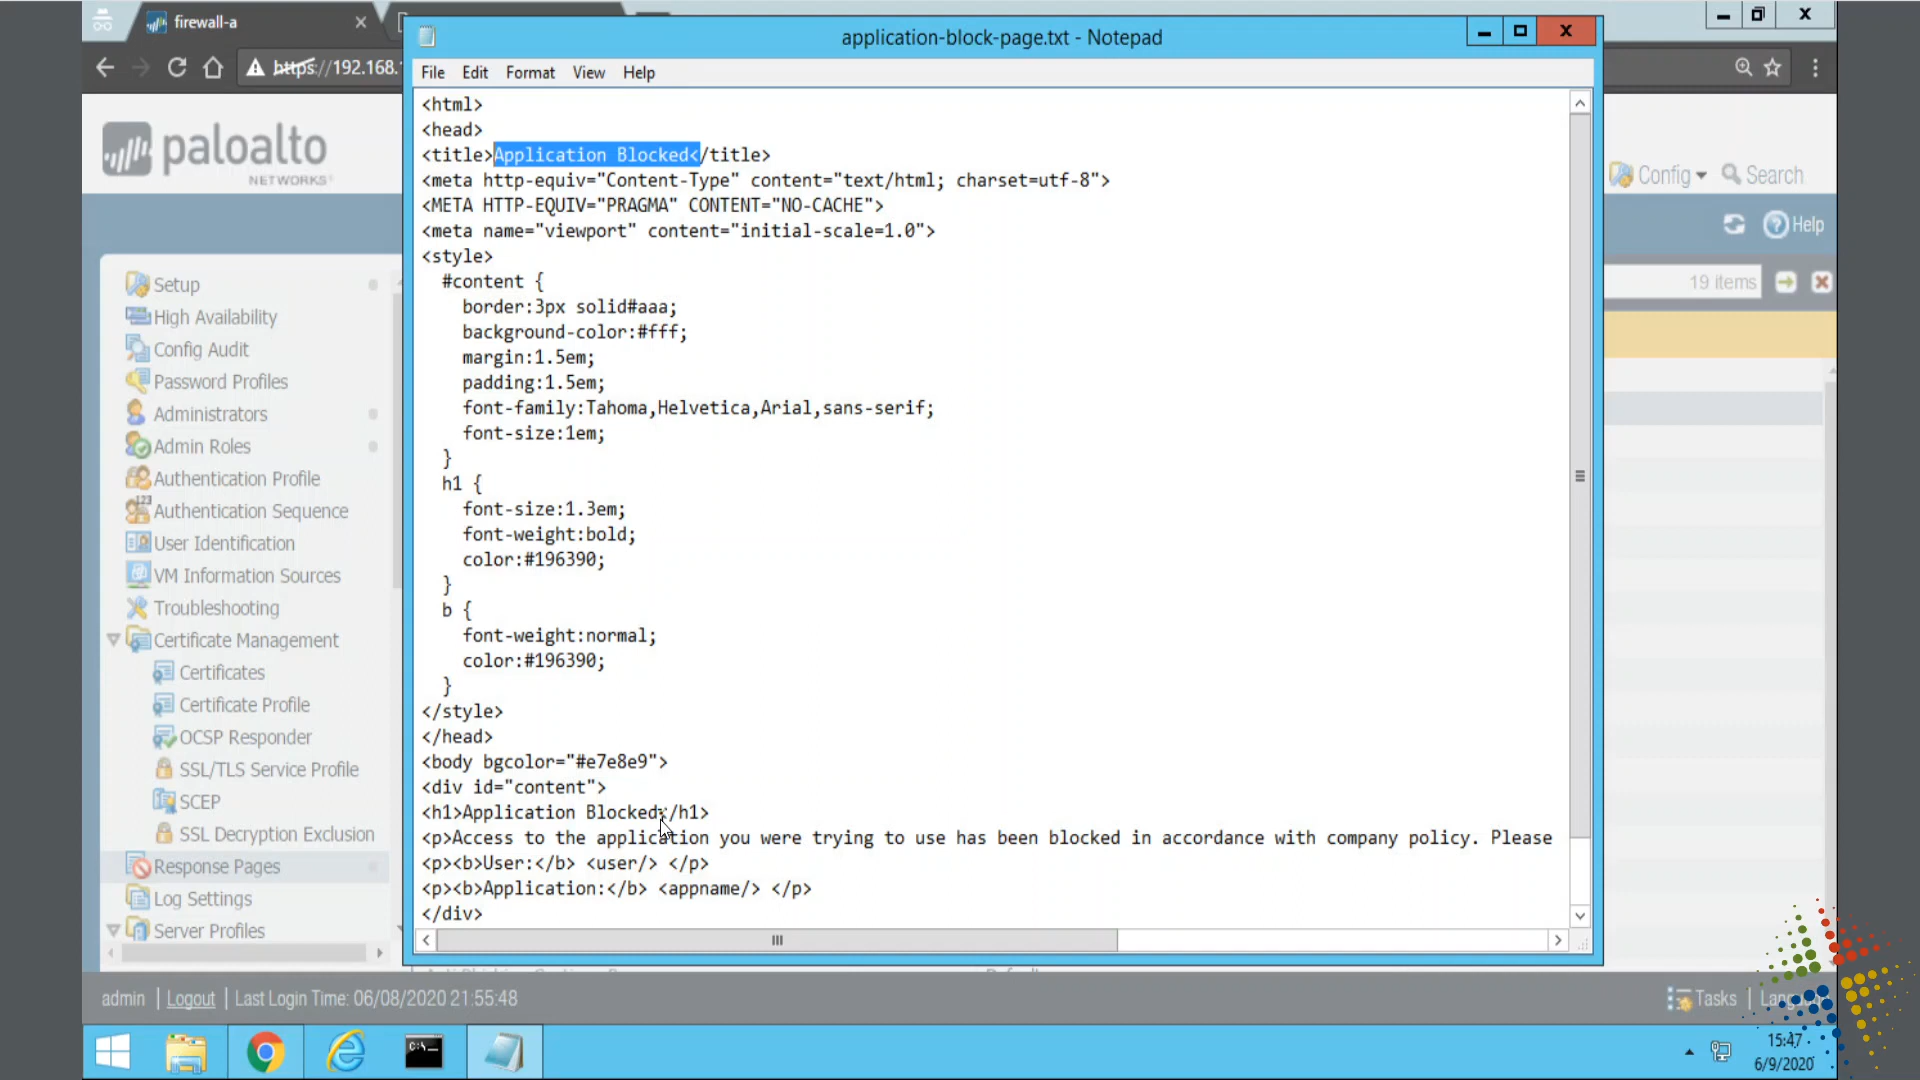 firewall-a
application-block-page.txt - Notepad
https://192.168.
File Edit Format View Help
<html>
<head>
<title>Application Blocked</title>
<meta http-equiv="Content-Type" content="text/html; charset=utf-8">
<META HTTP-EQUIV="PRAGMA" CONTENT="NO-CACHE">
<meta name="viewport" content="initial-scale=1.0">
<style>
#content {
border:3px solid#aaa;
background-color:#fff;
margin:1.5em;
padding:1.5em;
font-family:Tahoma,Helvetica,Arial,sans-serif;
font-size:1em;
}
h1 {
font-size:1.3em;
font-weight:bold;
color:#196390;
}
b {
font-weight:normal;
color:#196390;
}
</style>
</head>
<body bgcolor="#e7e8e9">
<div id="content">
<h1>Application Blocked</h1>
<p>Access to the application you were trying to use has been blocked in accordance with company policy. Please
<p><b>User:</b> <user/> </p>
<p><b>Application:</b> <appname/> </p>
</div>
paloalto
NETWORKS
Config Search
Help
19 items
Setup
High Availability
Config Audit
Password Profiles
Administrators
Admin Roles
Authentication Profile
Authentication Sequence
User Identification
VM Information Sources
Troubleshooting
Certificate Management
Certificates
Certificate Profile
OCSP Responder
SSL/TLS Service Profile
SCEP
SSL Decryption Exclusion
Response Pages
Log Settings
Server Profiles
admin | Logout | Last Login Time: 06/08/2020 21:55:48
Tasks |
15:47
6/9/2020